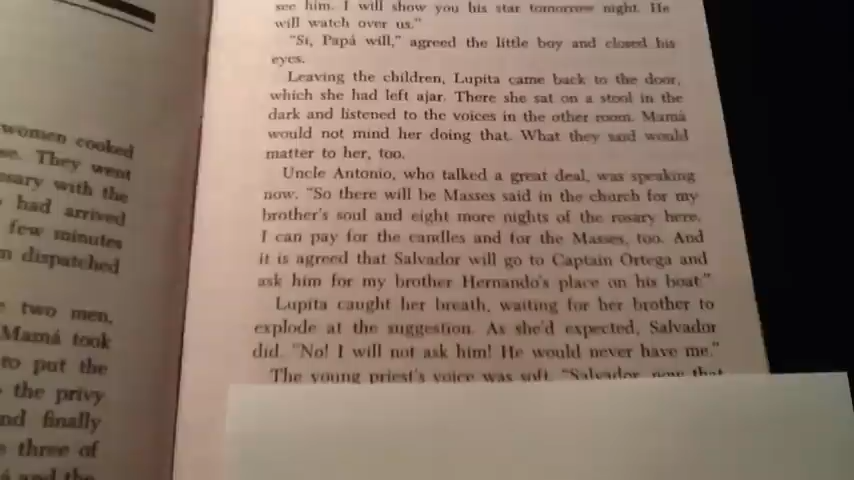 women cooked
se. They went
osary with the
had arrived
few minutes
n dispatched
e two men,
Mamá took
to put the
the privy
nd finally
e three of
á and the
see him. I will show you his star tomorrow night. He
will watch over us."
"Sí, Papá will," agreed the little boy and closed his
eyes.
Leaving the children, Lupita came back to the door,
which she had left ajar. There she sat on a stool in the
dark and listened to the voices in the other room. Mamá
would not mind her doing that. What they said would
matter to her, too.
Uncle Antonio, who talked a great deal, was speaking
now. "So there will be Masses said in the church for my
brother's soul and eight more nights of the rosary here.
I can pay for the candles and for the Masses, too. And
it is agreed that Salvador will go to Captain Ortega and
ask him for my brother Hernando's place on his boat."
Lupita caught her breath, waiting for her brother to
explode at the suggestion. As she'd expected, Salvador
did. "No! I will not ask him! He would never have me."
The young priest's voice was soft. "Salvador, now that